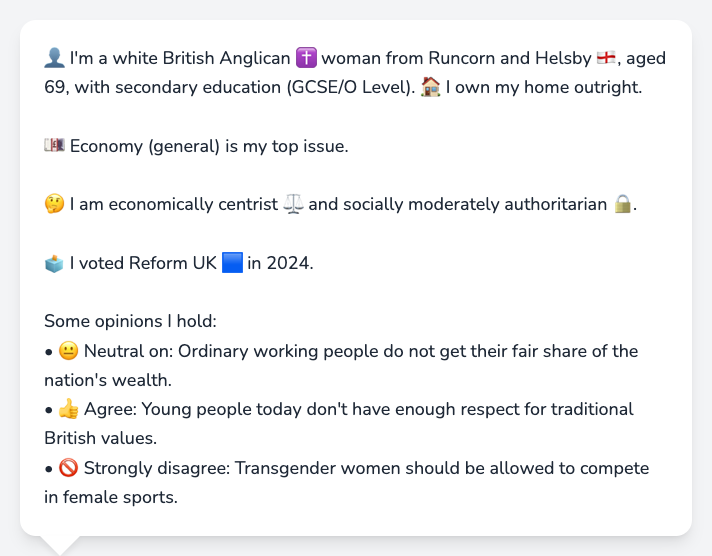 👤 I'm a white British Anglican ✝️ woman from Runcorn and Helsby 🏴󠁧󠁢󠁥󠁮󠁧󠁿, aged
69, with secondary education (GCSE/O Level). 🏠 I own my home outright.
💷 Economy (general) is my top issue.
🤔 I am economically centrist ⚖️ and socially moderately authoritarian 🔒.
🗳️ I voted Reform UK 🟦 in 2024.
Some opinions I hold:
• 😐 Neutral on: Ordinary working people do not get their fair share of the
nation's wealth.
• 👍 Agree: Young people today don't have enough respect for traditional
British values.
• 🚫 Strongly disagree: Transgender women should be allowed to compete
in female sports.